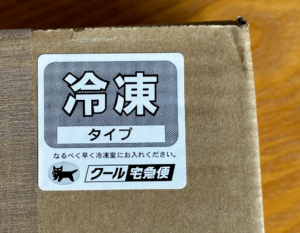 冷凍
タイプ
なるべく早く冷凍室にお入れください。
クール宅急便